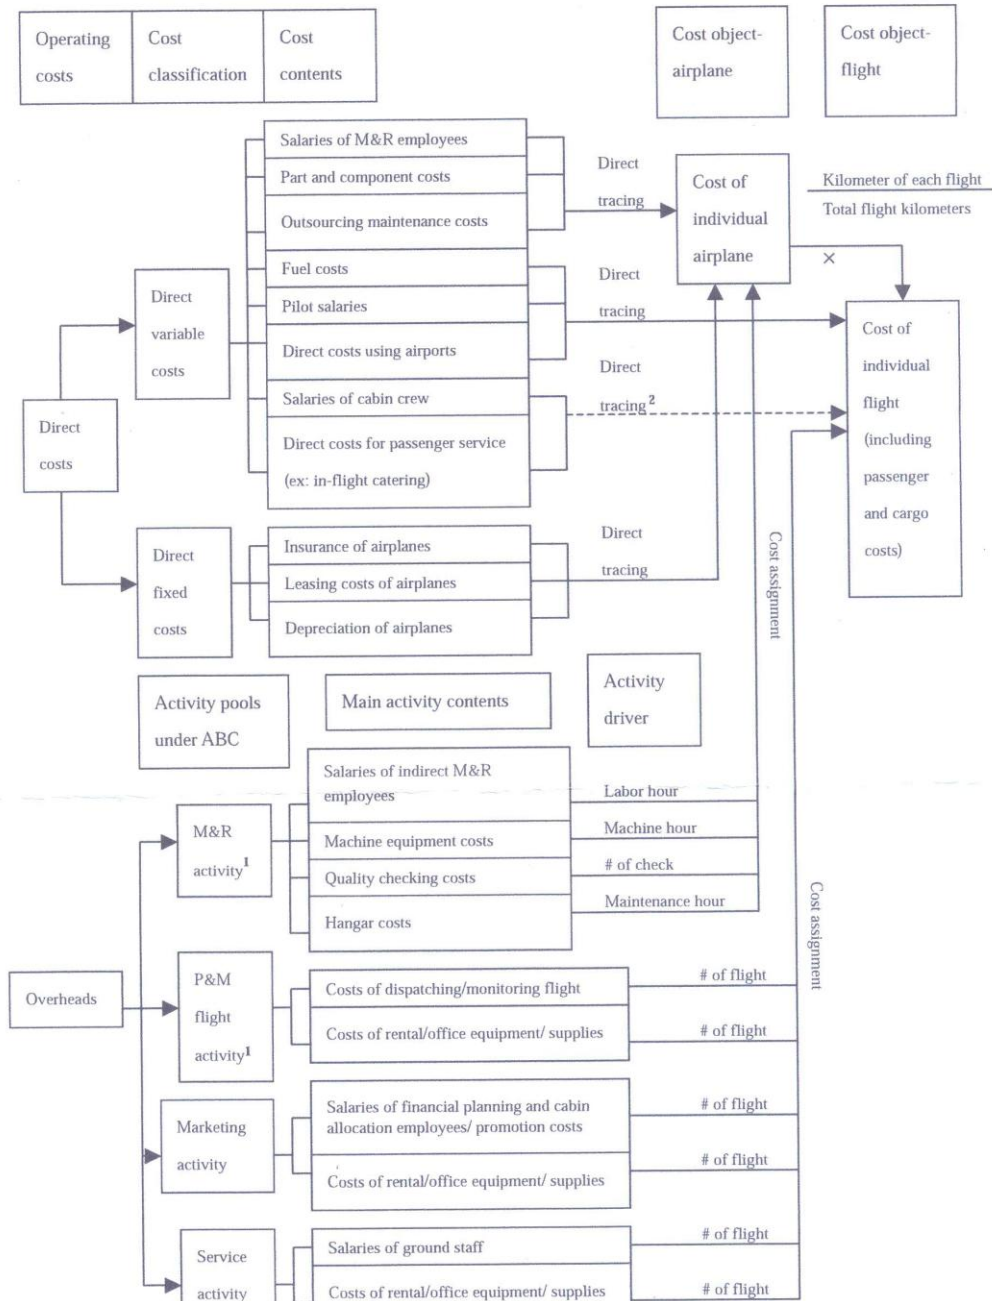 Operating
costs
Cost
classification
Cost
contents
Cost object-
airplane
Cost object-
flight
Salaries of M&R employees
Part and component costs
Outsourcing maintenance costs
Direct
tracing
Cost of
individual
airplane
Kilometer of each flight
Total flight kilometers
×
Direct
variable
costs
Fuel costs
Pilot salaries
Direct costs using airports
Direct
tracing
Cost of
individual
flight
(including
passenger
and cargo
costs)
Direct
costs
Salaries of cabin crew
Direct costs for passenger service
(ex: in-flight catering)
Direct
tracing2
Direct
fixed
costs
Insurance of airplanes
Leasing costs of airplanes
Depreciation of airplanes
Direct
tracing
Cost assignment
Activity pools
under ABC
Main activity contents
Activity
driver
M&R
activity1
Salaries of indirect M&R
employees
Machine equipment costs
Quality checking costs
Hangar costs
Labor hour
Machine hour
# of check
Maintenance hour
Cost assignment
Overheads
P&M
flight
activity1
Costs of dispatching/monitoring flight
Costs of rental/office equipment/ supplies
# of flight
# of flight
Marketing
activity
Salaries of financial planning and cabin
allocation employees/ promotion costs
Costs of rental/office equipment/ supplies
# of flight
# of flight
Service
activity
Salaries of ground staff
Costs of rental/office equipment/ supplies
# of flight
# of flight